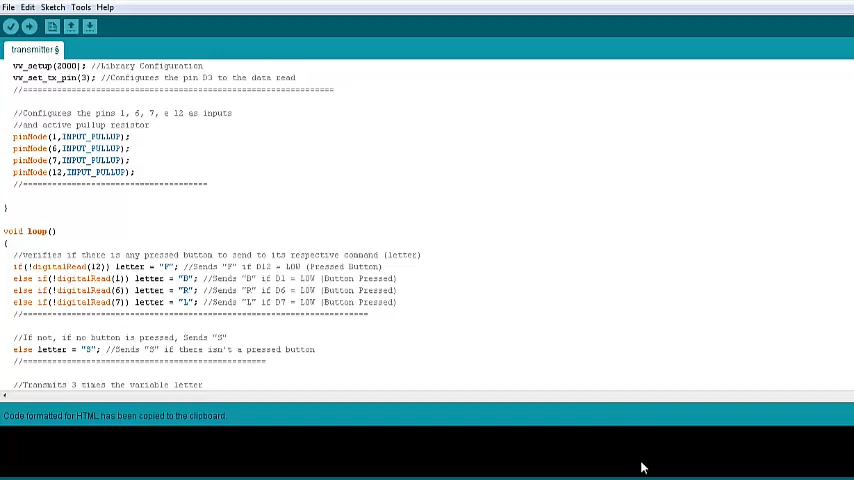 File Edit Sketch Tools Help
transmitter §
vw_setup(2000); //Library Configuration
vw_set_tx_pin(3); //Configures the pin D3 to the data read
//==================================================================
//Configures the pins 1, 6, 7, e 12 as inputs
//and active pullup resistor
pinMode(1,INPUT_PULLUP);
pinMode(6,INPUT_PULLUP);
pinMode(7,INPUT_PULLUP);
pinMode(12,INPUT_PULLUP);
//=======================================
}
void loop()
{
//verifies if there is any pressed button to send to its respective command (letter)
if(!digitalRead(12)) letter = "F"; //Sends "F" if D12 = LOW (Pressed Button)
else if(!digitalRead(1)) letter = "B"; //Sends "B" if D1 = LOW (Button Pressed)
else if(!digitalRead(6)) letter = "R"; //Sends "R" if D6 = LOW (Button Pressed)
else if(!digitalRead(7)) letter = "L"; //Sends "L" if D7 = LOW (Button Pressed)
//=========================================================================
//If not, if no button is pressed, Sends "S"
else letter = "S"; //Sends "S" if there isn't a pressed button
//===================================================
//Transmits 3 times the variable letter
Code formatted for HTML has been copied to the clipboard.